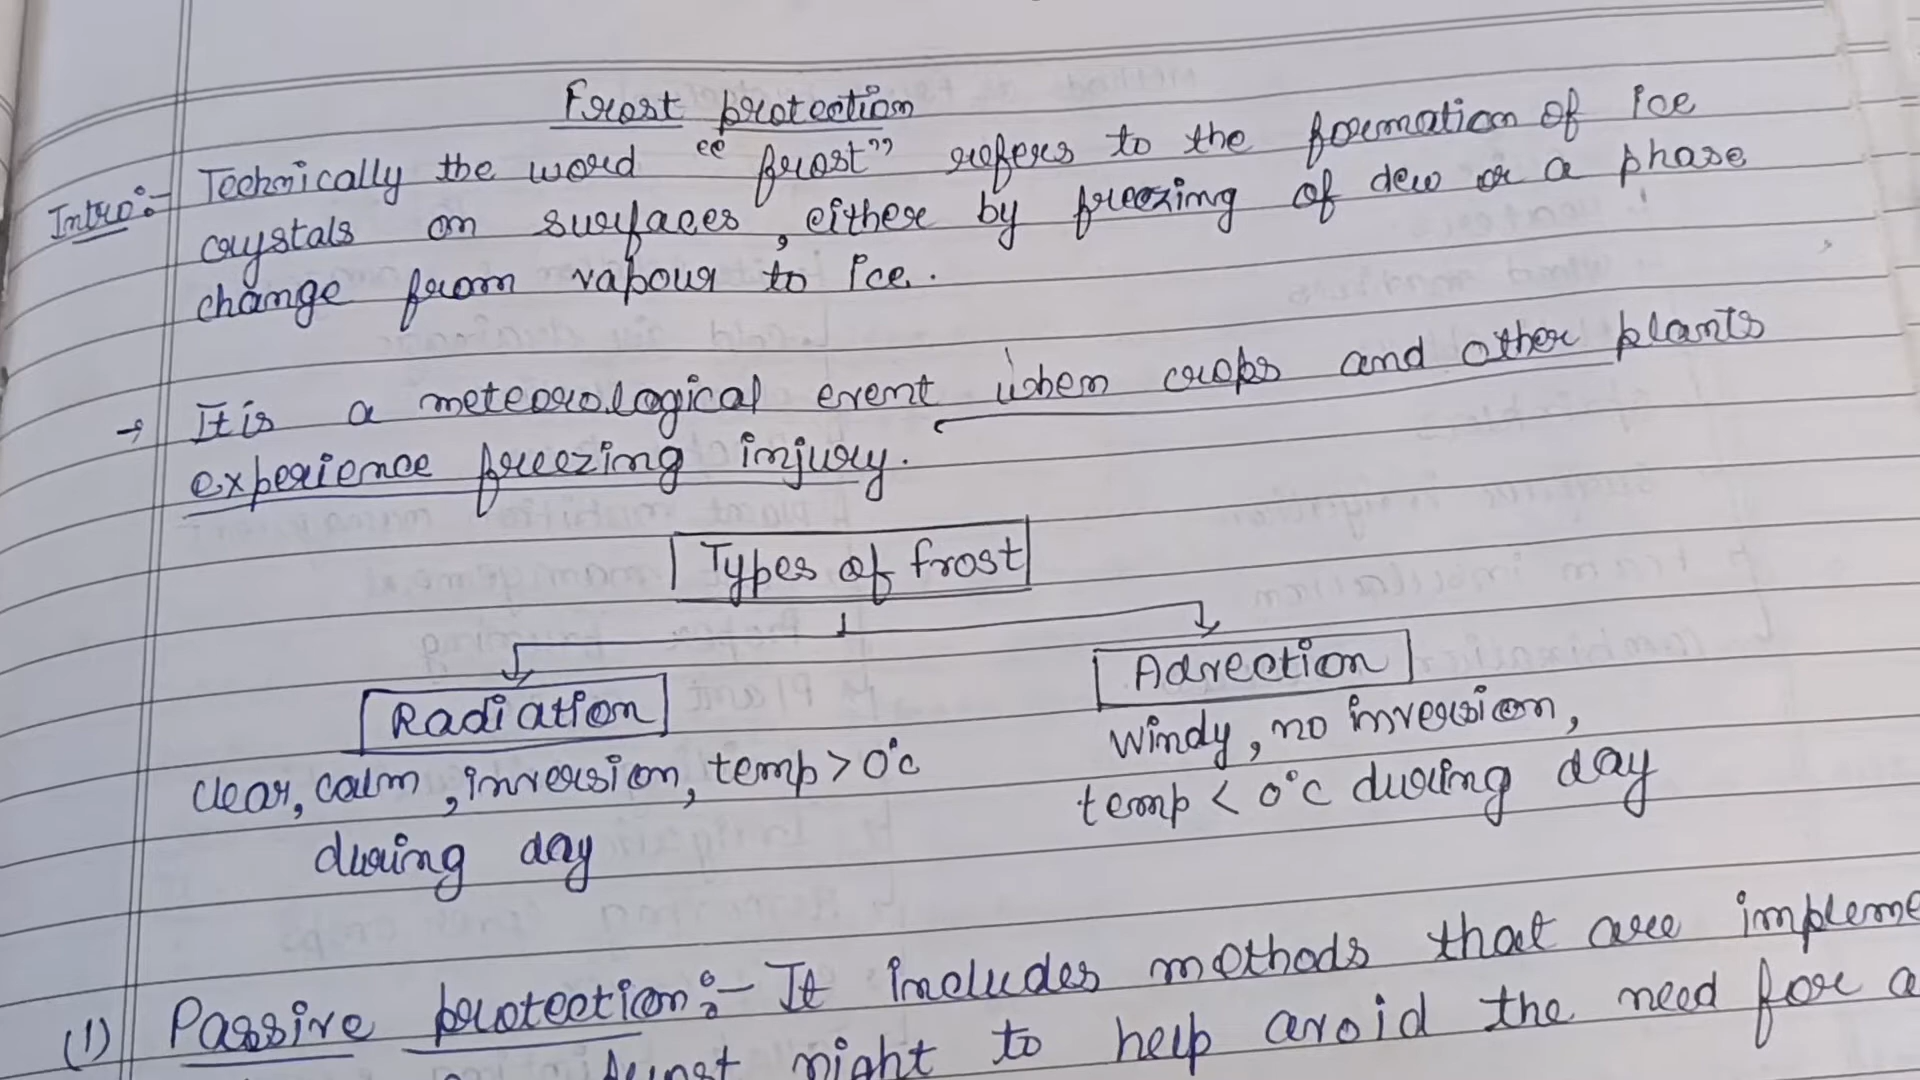 Frost protection
Intro:- Technically the word "frost" refers to the formation of ice
crystals on surfaces, either by freezing of dew or a phase
change from vapour to ice.
→ It is a meteorological event when crops and other plants
experience freezing injury.
Types of frost
Radiation
Advection
clear, calm, inversion, temp > 0°c
during day
windy, no inversion,
temp < 0°c during day
(1) Passive protection:- It includes methods that are impleme
night to help avoid the need for a